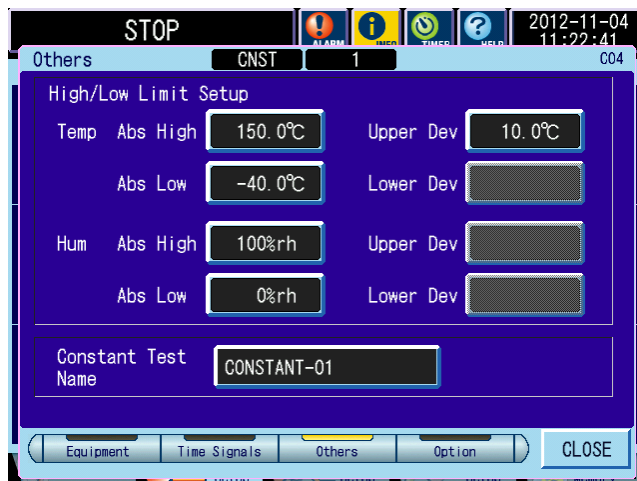 STOP ALARM INFO TIMER HELP 2012-11-04
11:22:41
Others CNST 1 C04
High/Low Limit Setup
Temp Abs High 150.0℃ Upper Dev 10.0℃
Abs Low -40.0℃ Lower Dev
Hum Abs High 100%rh Upper Dev
Abs Low 0%rh Lower Dev
Constant Test
Name
CONSTANT-01
Equipment Time Signals Others Option CLOSE